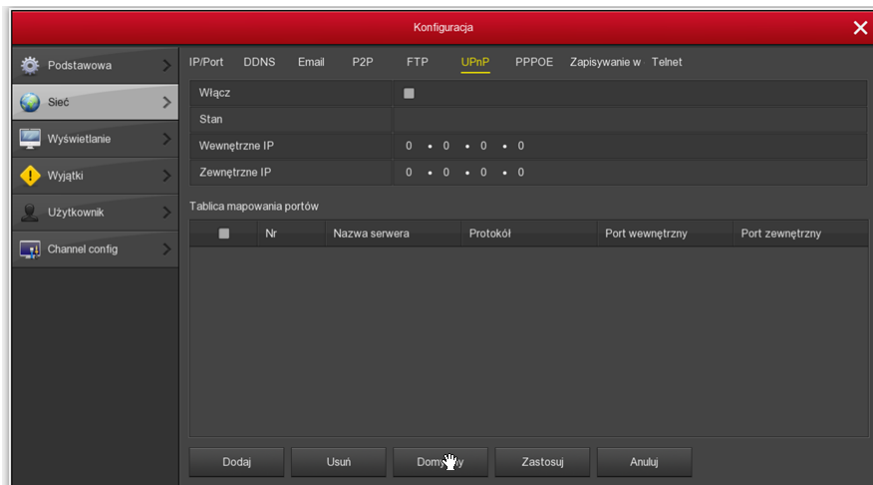 Konfiguracja
Podstawowa
Sieć
Wyświetlanie
Wyjątki
Użytkownik
Channel config
IP/Port DDNS Email P2P FTP UPnP PPPOE Zapisywanie w Telnet
Włącz
Stan
Wewnętrzne IP 0 . 0 . 0 . 0
Zewnętrzne IP 0 . 0 . 0 . 0
Tablica mapowania portów
Nr Nazwa serwera Protokół Port wewnętrzny Port zewnętrzny
Dodaj Usuń Zastosuj Anuluj